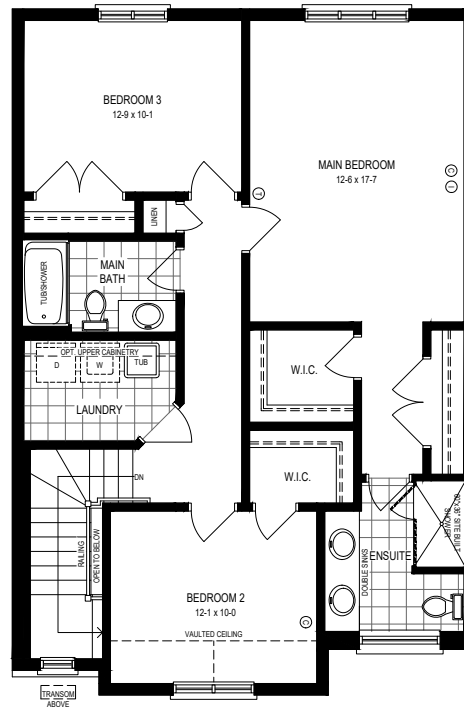 BEDROOM 3
12-9 x 10-1
MAIN BEDROOM
12-6 x 17-7
C
I
T
LINEN
TUB/SHOWER
MAIN
BATH
OPT. UPPER CABINETRY
D
W
TUB
LAUNDRY
W.I.C.
W.I.C.
DN
RAILING
OPEN TO BELOW
60"x36" SITE BUILT
SHOWER
DOUBLE SINKS
ENSUITE
BEDROOM 2
12-1 x 10-0
C
VAULTED CEILING
TRANSOM
ABOVE